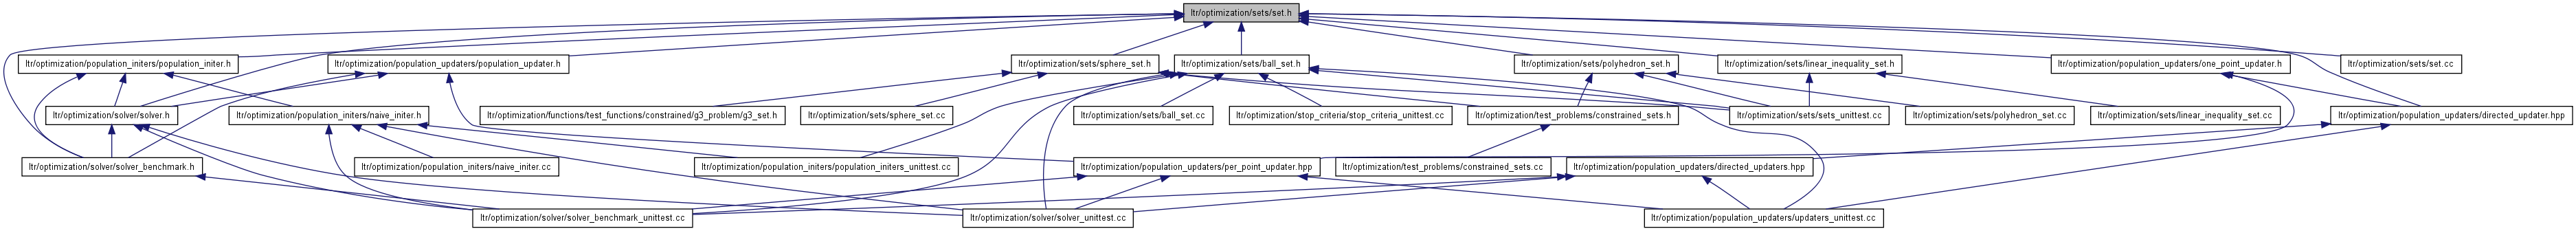 ltr/optimization/sets/set.h
ltr/optimization/population_initers/population_initer.h
ltr/optimization/population_updaters/population_updater.h
ltr/optimization/sets/sphere_set.h
ltr/optimization/sets/ball_set.h
ltr/optimization/sets/polyhedron_set.h
ltr/optimization/sets/linear_inequality_set.h
ltr/optimization/population_updaters/one_point_updater.h
ltr/optimization/sets/set.cc
ltr/optimization/solver/solver.h
ltr/optimization/population_initers/naive_initer.h
ltr/optimization/functions/test_functions/constrained/g3_problem/g3_set.h
ltr/optimization/sets/sphere_set.cc
ltr/optimization/sets/ball_set.cc
ltr/optimization/stop_criteria/stop_criteria_unittest.cc
ltr/optimization/test_problems/constrained_sets.h
ltr/optimization/sets/sets_unittest.cc
ltr/optimization/sets/polyhedron_set.cc
ltr/optimization/sets/linear_inequality_set.cc
ltr/optimization/population_updaters/directed_updater.hpp
ltr/optimization/solver/solver_benchmark.h
ltr/optimization/population_initers/naive_initer.cc
ltr/optimization/population_initers/population_initers_unittest.cc
ltr/optimization/population_updaters/per_point_updater.hpp
ltr/optimization/test_problems/constrained_sets.cc
ltr/optimization/population_updaters/directed_updaters.hpp
ltr/optimization/solver/solver_benchmark_unittest.cc
ltr/optimization/solver/solver_unittest.cc
ltr/optimization/population_updaters/updaters_unittest.cc